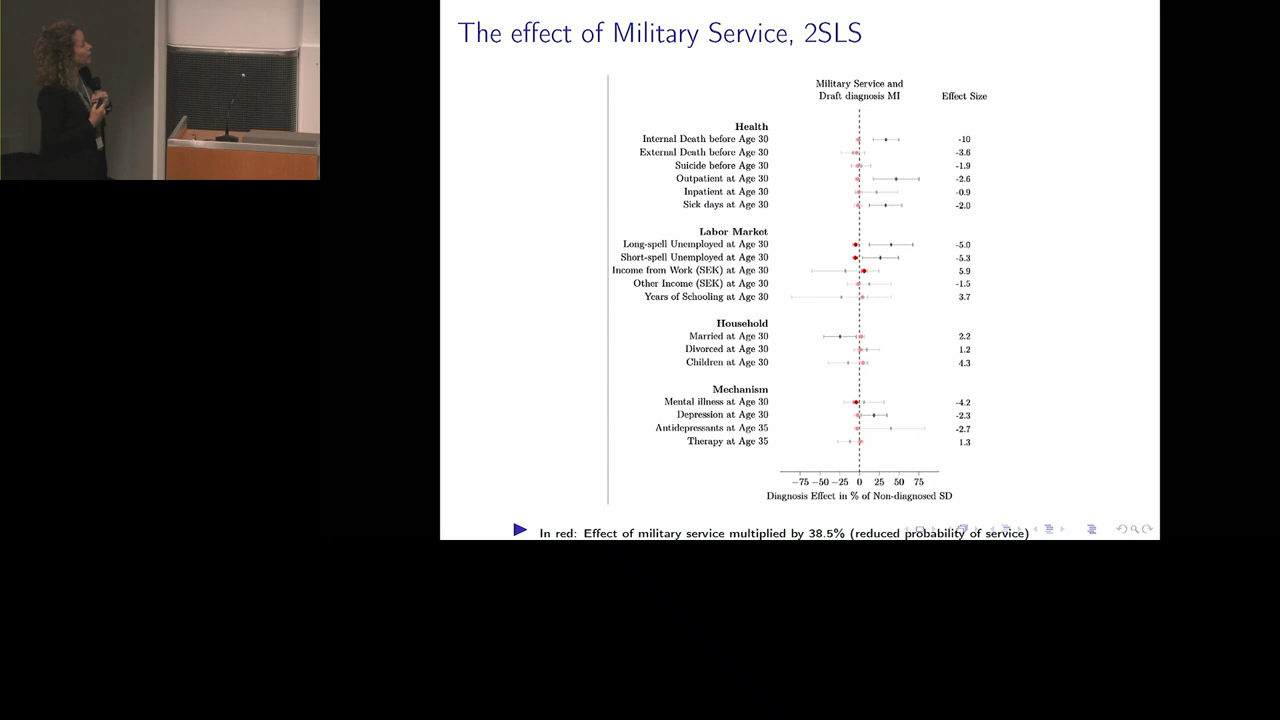 The effect of Military Service, 2SLS
Military Service and
Draft diagnosis MI
Effect Size
Health
Internal Death before Age 30 -10
External Death before Age 30 -3.6
Suicide before Age 30 -1.9
Outpatient at Age 30 -2.6
Inpatient at Age 30 -0.9
Sick days at Age 30 -2.0
Labor Market
Long-spell Unemployed at Age 30 -5.0
Short-spell Unemployed at Age 30 -5.3
Income from Work (SEK) at Age 30 5.9
Other Income (SEK) at Age 30 -1.5
Years of Schooling at Age 30 3.7
Household
Married at Age 30 2.2
Divorced at Age 30 1.2
Children at Age 30 4.3
Mechanism
Mental illness at Age 30 -4.2
Depression at Age 30 -2.3
Antidepressants at Age 35 -2.7
Therapy at Age 35 1.3
−75 −50 −25 0 25 50 75
Diagnosis Effect in % of Non-diagnosed SD
In red: Effect of military service multiplied by 38.5% (reduced probability of service)